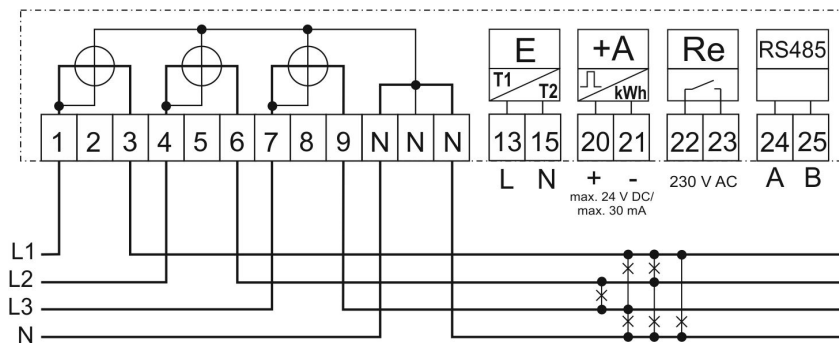 E +A Re RS485
T1 T2 kWh
1 2 3 4 5 6 7 8 9 N N N 13 15 20 21 22 23 24 25
L N + - 230 V AC A B
max. 24 V DC/
max. 30 mA
L1
L2
L3
N